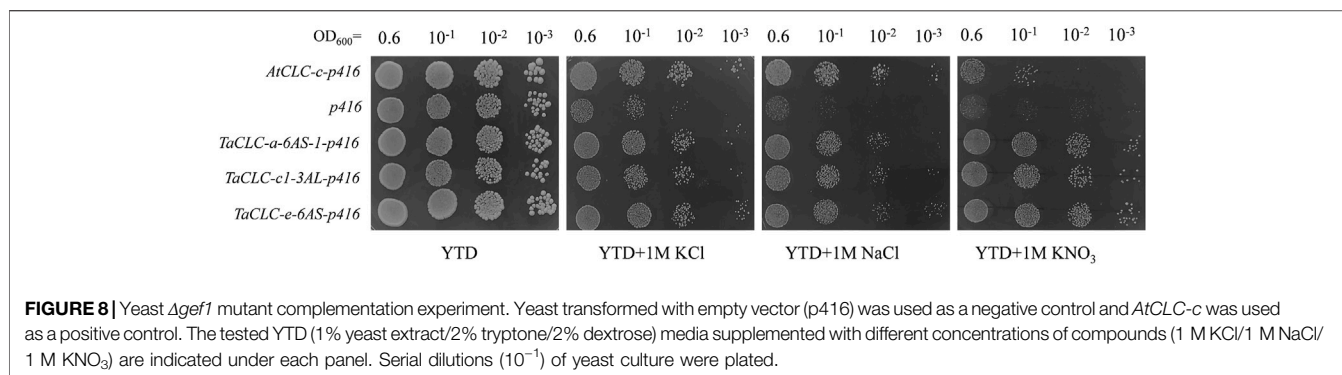 OD₆₀₀= 0.6 10⁻¹ 10⁻² 10⁻³ 0.6 10⁻¹ 10⁻² 10⁻³ 0.6 10⁻¹ 10⁻² 10⁻³ 0.6 10⁻¹ 10⁻² 10⁻³
AtCLC-c-p416
p416
TaCLC-a-6AS-1-p416
TaCLC-c1-3AL-p416
TaCLC-e-6AS-p416
YTD YTD+1M KCl YTD+1M NaCl YTD+1M KNO₃
FIGURE 8 | Yeast Δgef1 mutant complementation experiment. Yeast transformed with empty vector (p416) was used as a negative control and AtCLC-c was used
as a positive control. The tested YTD (1% yeast extract/2% tryptone/2% dextrose) media supplemented with different concentrations of compounds (1 M KCl/1 M NaCl/
1 M KNO₃) are indicated under each panel. Serial dilutions (10⁻¹) of yeast culture were plated.